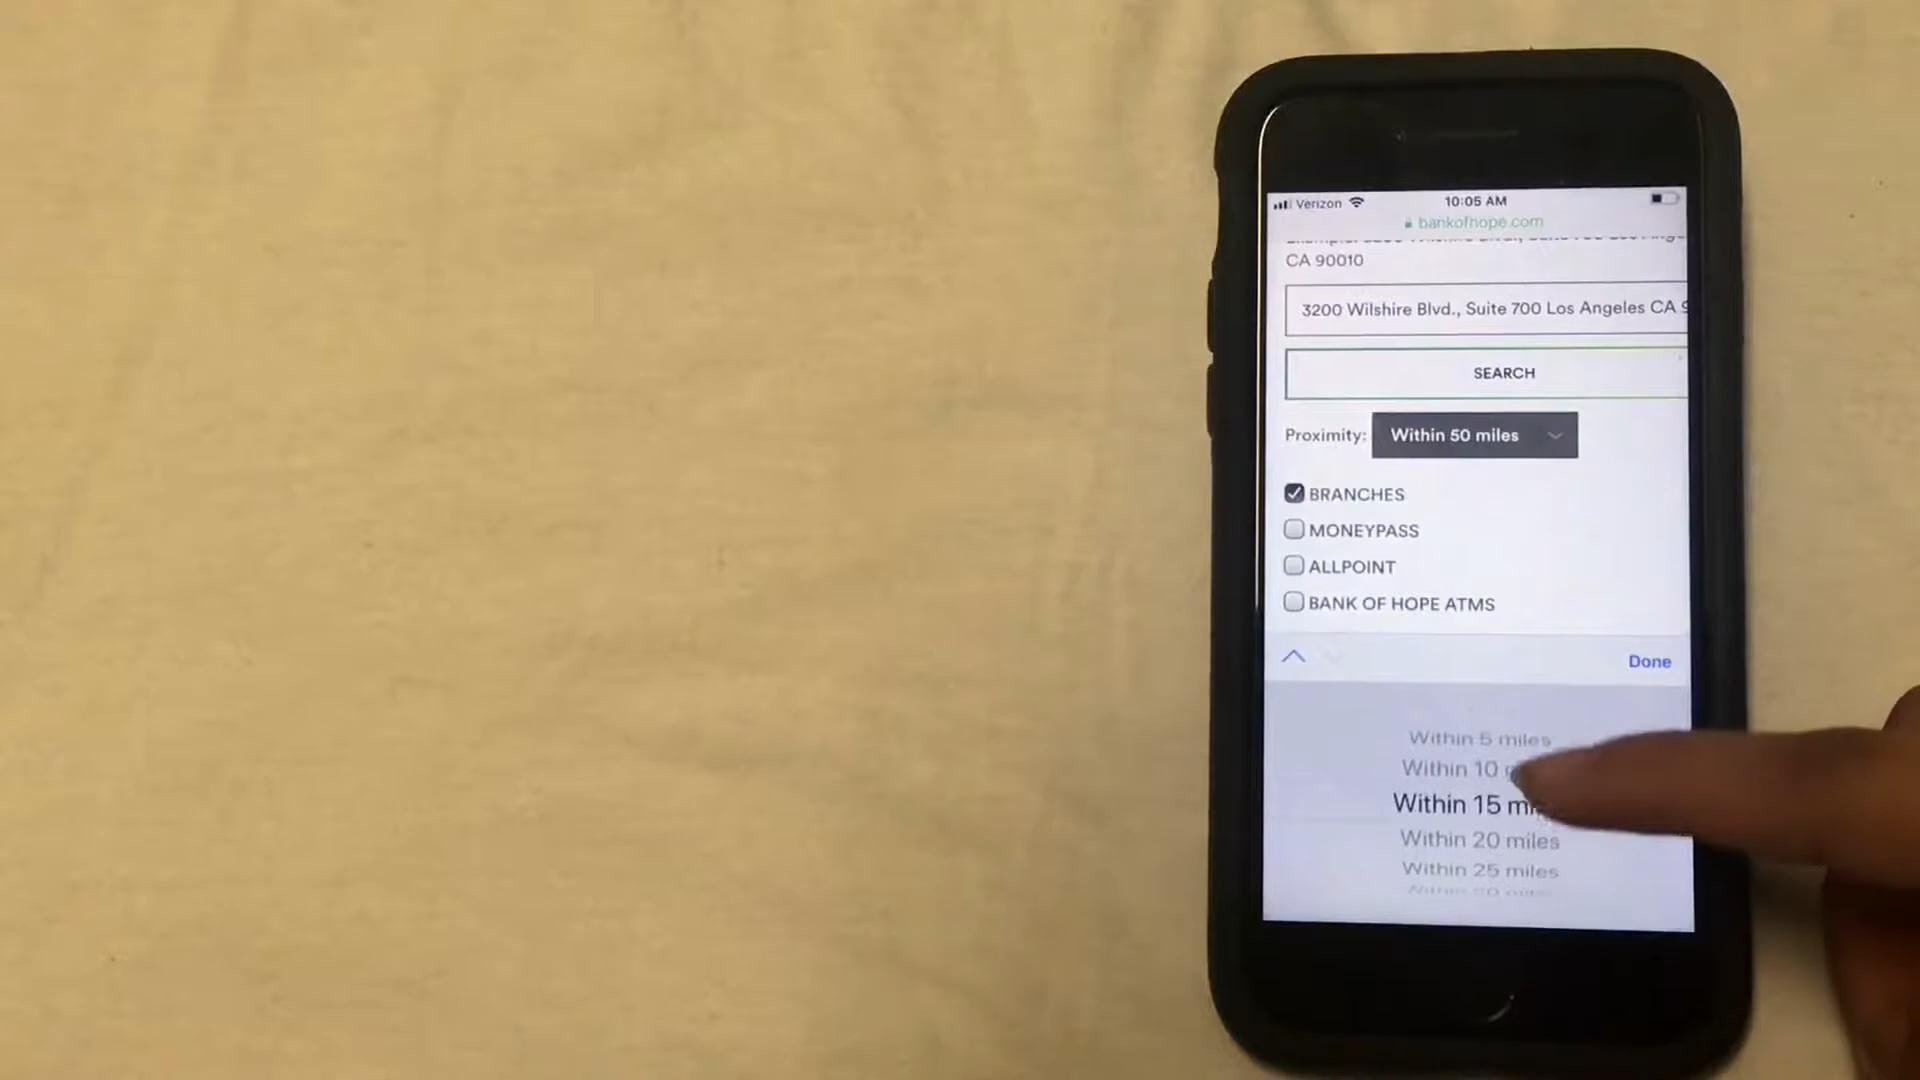 Verizon 10:05 AM
bankofhope.com
CA 90010
3200 Wilshire Blvd., Suite 700 Los Angeles CA 9
SEARCH
Proximity: Within 50 miles
BRANCHES
MONEYPASS
ALLPOINT
BANK OF HOPE ATMS
Done
Within 5 miles
Within 10
Within 15
Within 20 miles
Within 25 miles